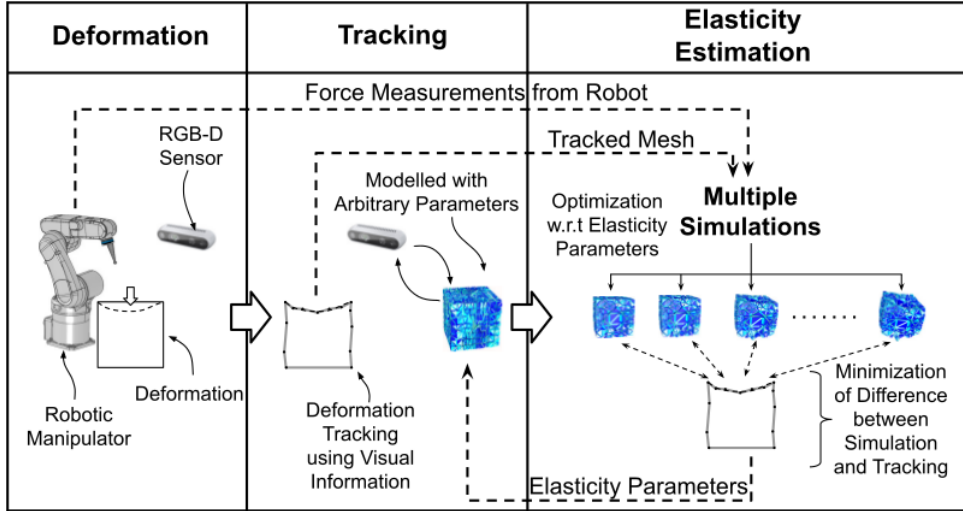 Deformation
Tracking
Elasticity
Estimation
Force Measurements from Robot
RGB-D
Sensor
Tracked Mesh
Modelled with
Arbitrary Parameters
Optimization
w.r.t Elasticity
Parameters
Multiple
Simulations
Deformation
Robotic
Manipulator
Deformation
Tracking
using Visual
Information
Minimization
of Difference
between
Simulation
and Tracking
Elasticity Parameters